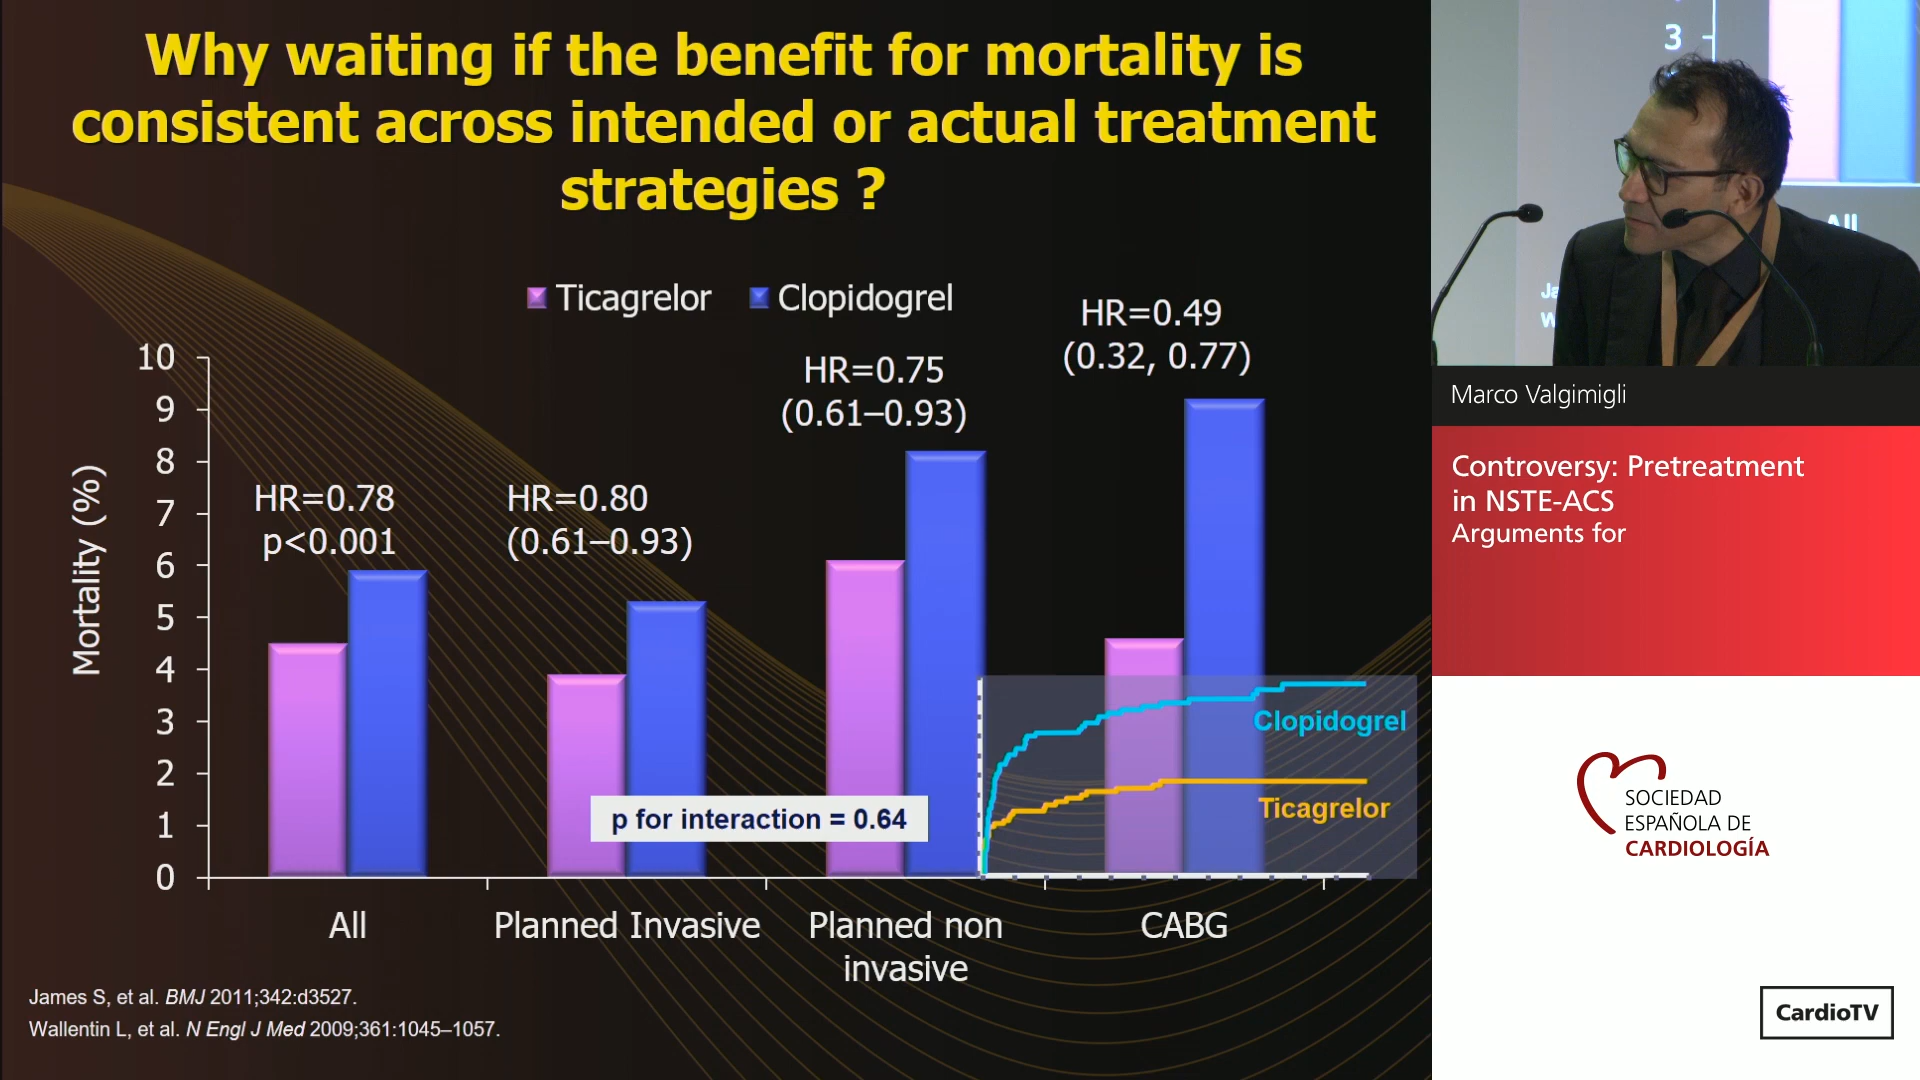 Why waiting if the benefit for mortality is
consistent across intended or actual treatment
strategies ?
Ticagrelor Clopidogrel
HR=0.49
(0.32, 0.77)
HR=0.75
(0.61–0.93)
HR=0.78
p<0.001
HR=0.80
(0.61–0.93)
Mortality (%)
10
9
8
7
6
5
4
3
2
1
0
Clopidogrel
Ticagrelor
p for interaction = 0.64
All
Planned Invasive
Planned non
invasive
CABG
James S, et al. BMJ 2011;342:d3527.
Wallentin L, et al. N Engl J Med 2009;361:1045–1057.
3
All
Ja
W
Marco Valgimigli
Controversy: Pretreatment
in NSTE-ACS
Arguments for
SOCIEDAD
ESPAÑOLA DE
CARDIOLOGÍA
CardioTV